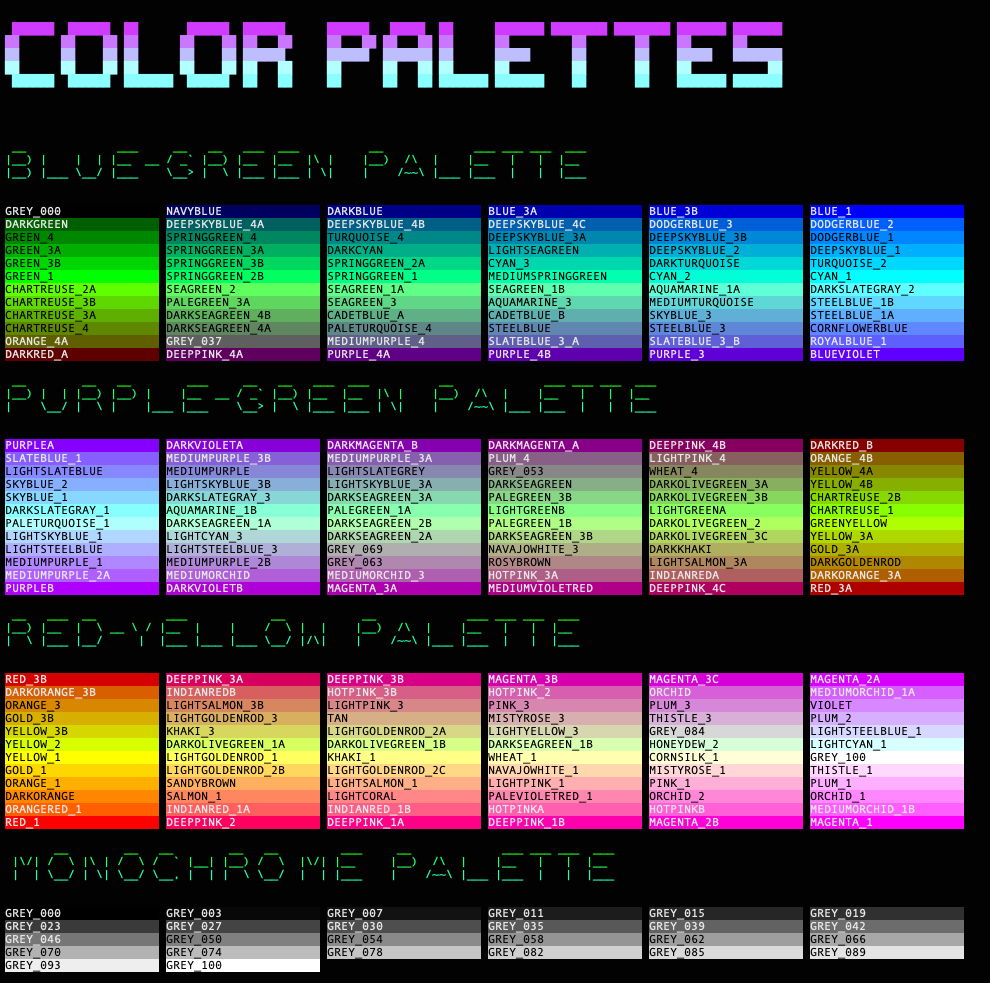 COLOR PALETTES
BLUE-GREEN PALETTE
GREY_000 NAVYBLUE DARKBLUE BLUE_3A BLUE_3B BLUE_1
DARKGREEN DEEPSKYBLUE_4A DEEPSKYBLUE_4B DEEPSKYBLUE_4C DODGERBLUE_3 DODGERBLUE_2
GREEN_4 SPRINGGREEN_4 TURQUOISE_4 DEEPSKYBLUE_3A DEEPSKYBLUE_3B DODGERBLUE_1
GREEN_3A SPRINGGREEN_3A DARKCYAN LIGHTSEAGREEN DEEPSKYBLUE_2 DEEPSKYBLUE_1
GREEN_3B SPRINGGREEN_3B SPRINGGREEN_2A CYAN_3 DARKTURQUOISE TURQUOISE_2
GREEN_1 SPRINGGREEN_2B SPRINGGREEN_1 MEDIUMSPRINGGREEN CYAN_2 CYAN_1
CHARTREUSE_2A SEAGREEN_2 SEAGREEN_1A SEAGREEN_1B AQUAMARINE_1A DARKSLATEGRAY_2
CHARTREUSE_3B PALEGREEN_3A SEAGREEN_3 AQUAMARINE_3 MEDIUMTURQUOISE STEELBLUE_1B
CHARTREUSE_3A DARKSEAGREEN_4B CADETBLUE_A CADETBLUE_B SKYBLUE_3 STEELBLUE_1A
CHARTREUSE_4 DARKSEAGREEN_4A PALETURQUOISE_4 STEELBLUE STEELBLUE_3 CORNFLOWERBLUE
ORANGE_4A GREY_037 MEDIUMPURPLE_4 SLATEBLUE_3_A SLATEBLUE_3_B ROYALBLUE_1
DARKRED_A DEEPPINK_4A PURPLE_4A PURPLE_4B PURPLE_3 BLUEVIOLET
PURPLE-GREEN PALETTE
PURPLEA DARKVIOLETA DARKMAGENTA_B DARKMAGENTA_A DEEPPINK_4B DARKRED_B
SLATEBLUE_1 MEDIUMPURPLE_3B MEDIUMPURPLE_3A PLUM_4 LIGHTPINK_4 ORANGE_4B
LIGHTSLATEBLUE MEDIUMPURPLE LIGHTSLATEGREY GREY_053 WHEAT_4 YELLOW_4A
SKYBLUE_2 LIGHTSKYBLUE_3B LIGHTSKYBLUE_3A DARKSEAGREEN DARKOLIVEGREEN_3A YELLOW_4B
SKYBLUE_1 DARKSLATEGRAY_3 DARKSEAGREEN_3A PALEGREEN_3B DARKOLIVEGREEN_3B CHARTREUSE_2B
DARKSLATEGRAY_1 AQUAMARINE_1B PALEGREEN_1A LIGHTGREENB LIGHTGREENA CHARTREUSE_1
PALETURQUOISE_1 DARKSEAGREEN_1A DARKSEAGREEN_2B PALEGREEN_1B DARKOLIVEGREEN_2 GREENYELLOW
LIGHTSKYBLUE_1 LIGHTCYAN_3 DARKSEAGREEN_2A DARKSEAGREEN_3B DARKOLIVEGREEN_3C YELLOW_3A
LIGHTSTEELBLUE LIGHTSTEELBLUE_3 GREY_069 NAVAJOWHITE_3 DARKKHAKI GOLD_3A
MEDIUMPURPLE_1 MEDIUMPURPLE_2B GREY_063 ROSYBROWN LIGHTSALMON_3A DARKGOLDENROD
MEDIUMPURPLE_2A MEDIUMORCHID MEDIUMORCHID_3 HOTPINK_3A INDIANREDA DARKORANGE_3A
PURPLEB DARKVIOLETB MAGENTA_3A MEDIUMVIOLETRED DEEPPINK_4C RED_3A
RED-YELLOW PALETTE
RED_3B DEEPPINK_3A DEEPPINK_3B MAGENTA_3B MAGENTA_3C MAGENTA_2A
DARKORANGE_3B INDIANREDB HOTPINK_3B HOTPINK_2 ORCHID MEDIUMORCHID_1A
ORANGE_3 LIGHTSALMON_3B LIGHTPINK_3 PINK_3 PLUM_3 VIOLET
GOLD_3B LIGHTGOLDENROD_3 TAN MISTYROSE_3 THISTLE_3 PLUM_2
YELLOW_3B KHAKI_3 LIGHTGOLDENROD_2A LIGHTYELLOW_3 GREY_084 LIGHTSTEELBLUE_1
YELLOW_2 DARKOLIVEGREEN_1A DARKOLIVEGREEN_1B DARKSEAGREEN_1B HONEYDEW_2 LIGHTCYAN_1
YELLOW_1 LIGHTGOLDENROD_1 KHAKI_1 WHEAT_1 CORNSILK_1 GREY_100
GOLD_1 LIGHTGOLDENROD_2B LIGHTGOLDENROD_2C NAVAJOWHITE_1 MISTYROSE_1 THISTLE_1
ORANGE_1 SANDYBROWN LIGHTSALMON_1 LIGHTPINK_1 PINK_1 PLUM_1
DARKORANGE SALMON_1 LIGHTCORAL PALEVIOLETRED_1 ORCHID_2 ORCHID_1
ORANGERED_1 INDIANRED_1A INDIANRED_1B HOTPINKA HOTPINKB MEDIUMORCHID_1B
RED_1 DEEPPINK_2 DEEPPINK_1A DEEPPINK_1B MAGENTA_2B MAGENTA_1
MONOCHROME PALETTE
GREY_000 GREY_003 GREY_007 GREY_011 GREY_015 GREY_019
GREY_023 GREY_027 GREY_030 GREY_035 GREY_039 GREY_042
GREY_046 GREY_050 GREY_054 GREY_058 GREY_062 GREY_066
GREY_070 GREY_074 GREY_078 GREY_082 GREY_085 GREY_089
GREY_093 GREY_100